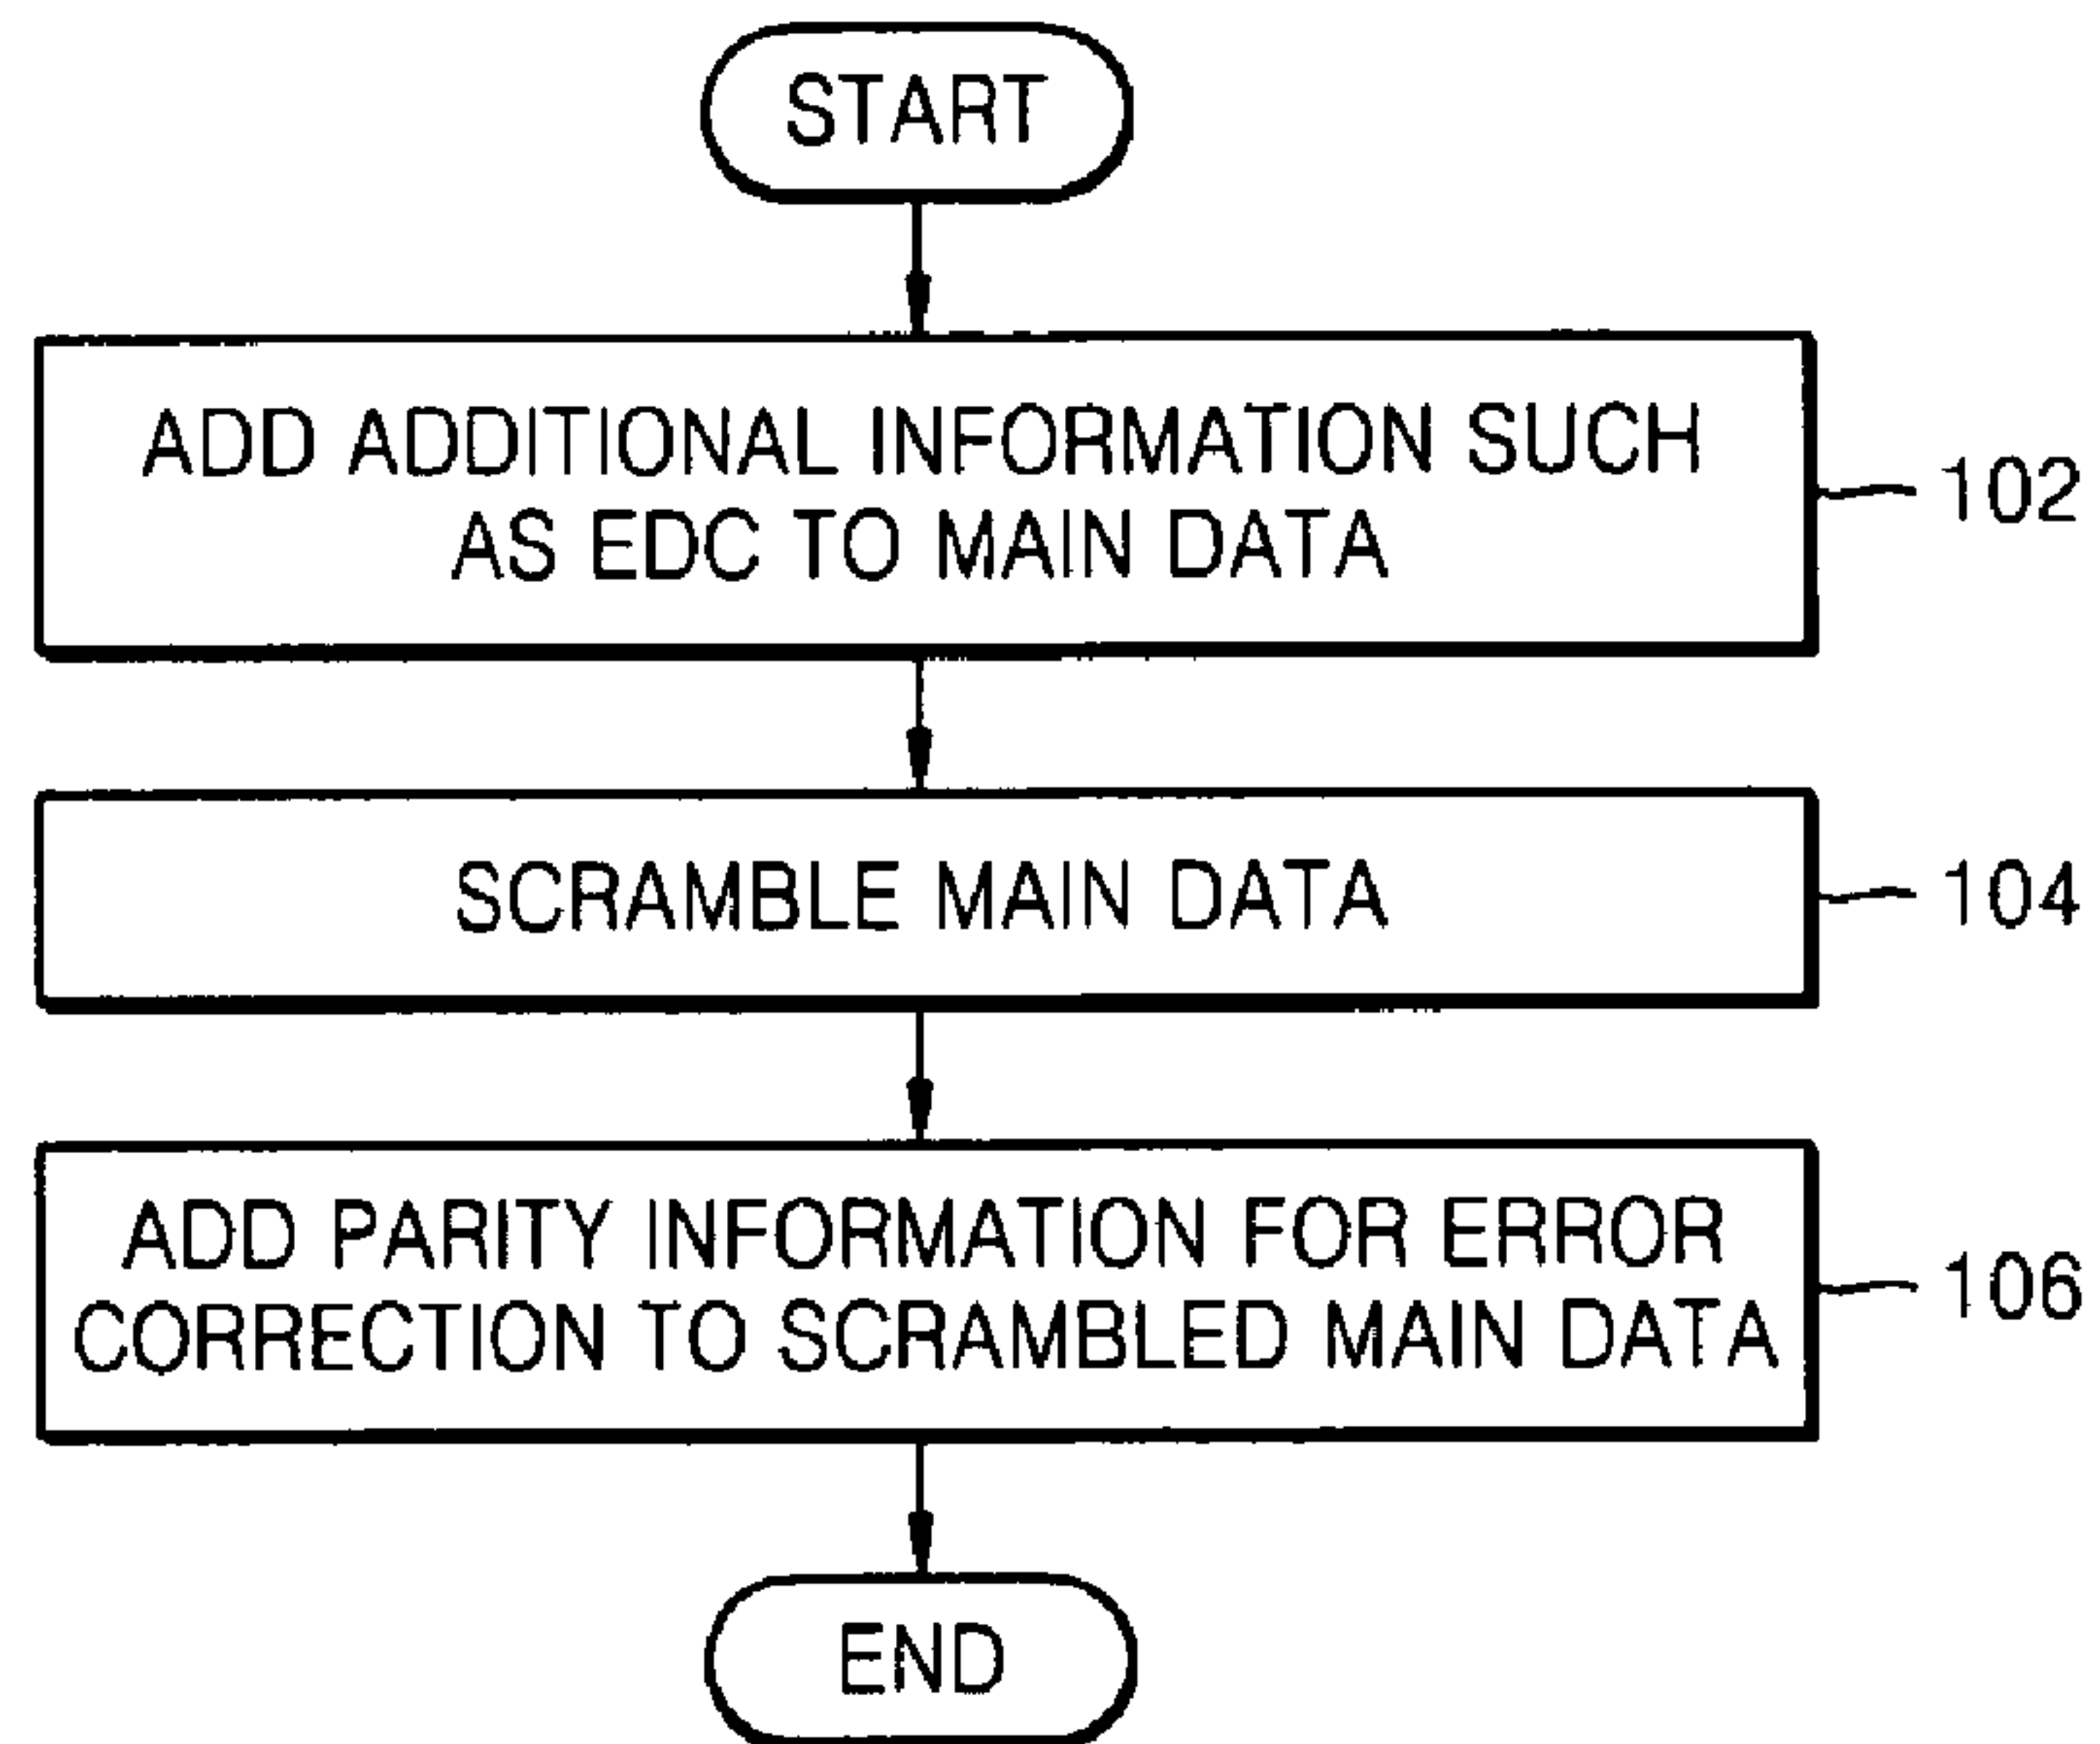 START
ADD ADDITIONAL INFORMATION SUCH
AS EDC TO MAIN DATA
102
SCRAMBLE MAIN DATA
104
ADD PARITY INFORMATION FOR ERROR
CORRECTION TO SCRAMBLED MAIN DATA
106
END